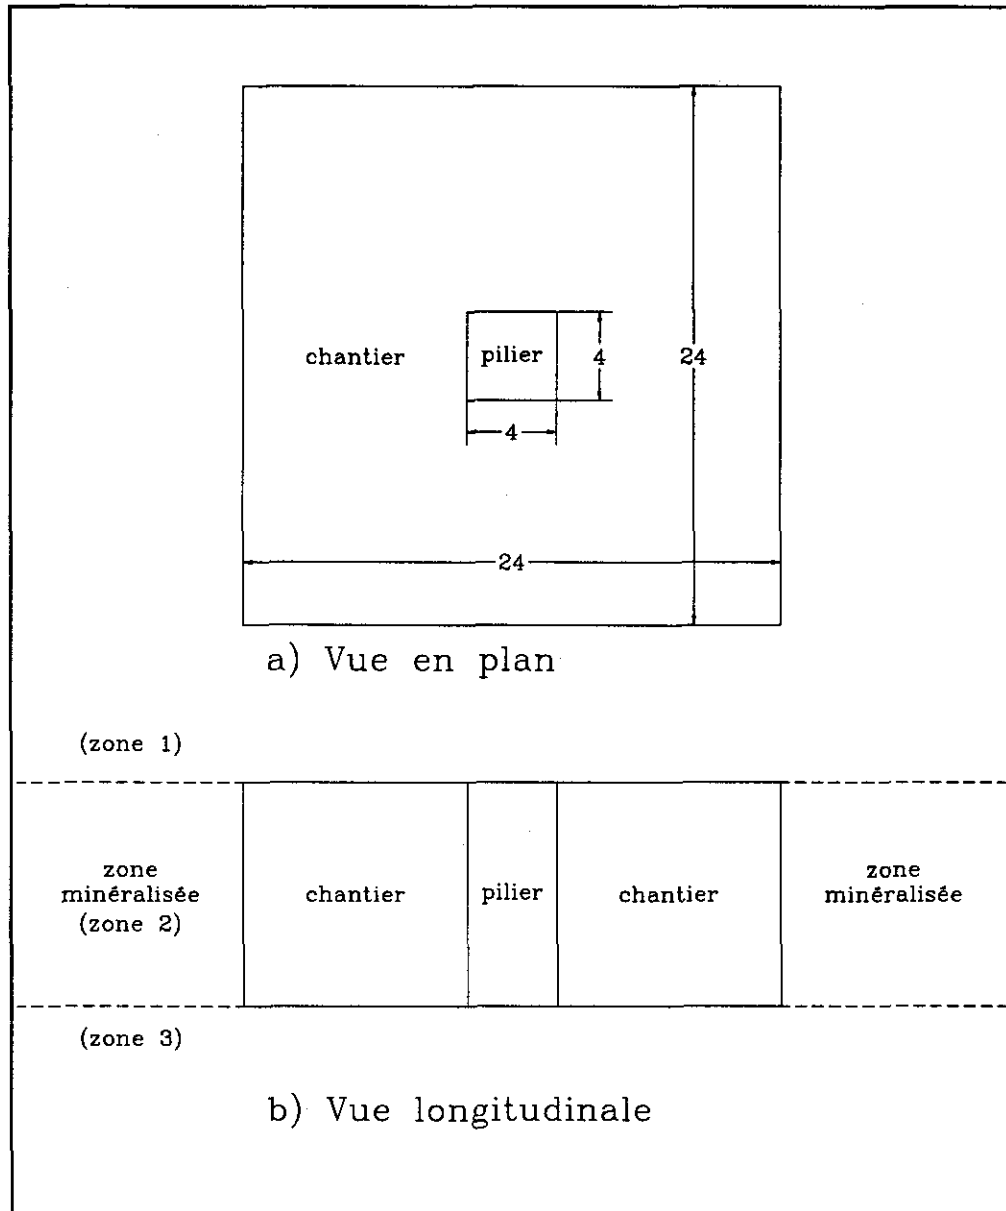 chantier
pilier
4
24
4
24
a) Vue en plan
(zone 1)
zone
minéralisée
(zone 2)
chantier
pilier
chantier
zone
minéralisée
(zone 3)
b) Vue longitudinale